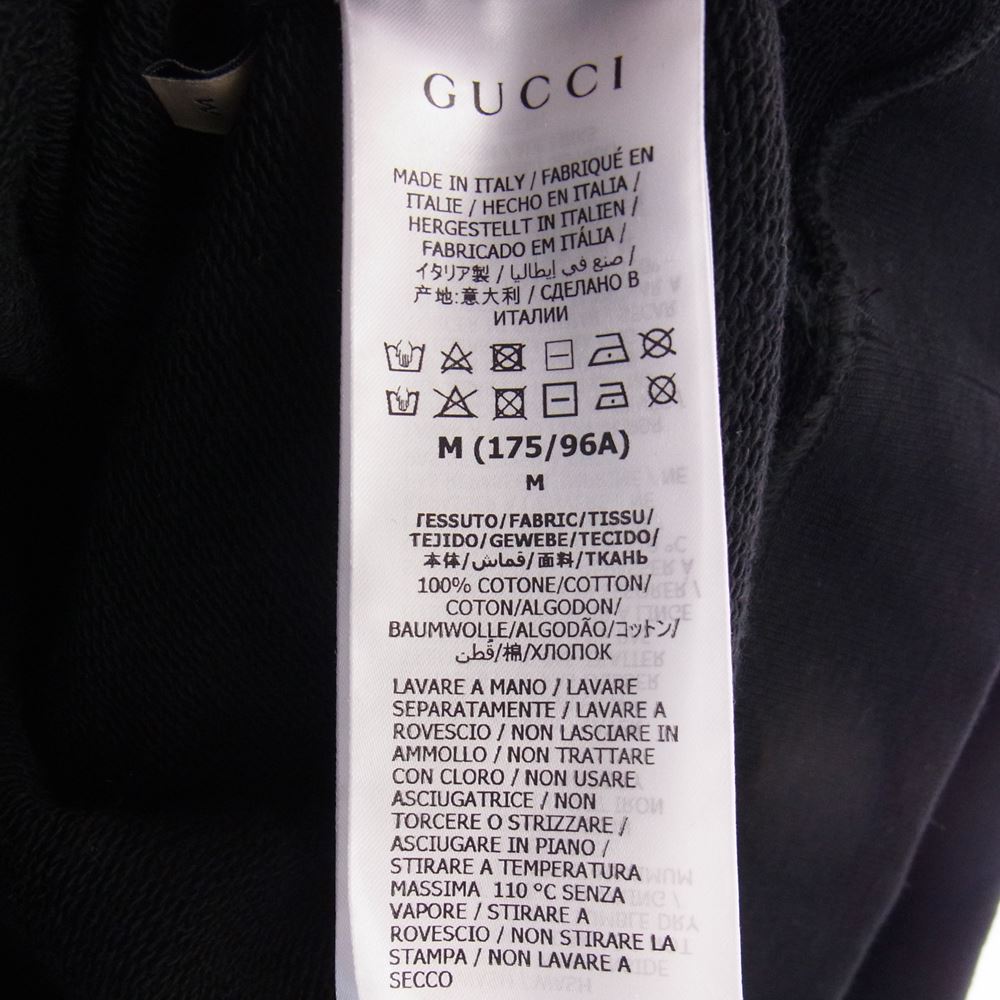 M
GUCCI
MADE IN ITALY / FABRIQUÉ EN
ITALIE / HECHO EN ITALIA /
HERGESTELLT IN ITALIEN /
FABRICADO EM ITÁLIA /
イタリア製 / صنع في إيطاليا /
产地:意大利 / СДЕЛАНО В
ИТАЛИИ
M (175/96A)
M
TESSUTO/FABRIC/TISSU/
TEJIDO/GEWEBE/TECIDO/
本体/قماش/面料/ТКАНЬ
100% COTONE/COTTON/
COTON/ALGODON/
BAUMWOLLE/ALGODÃO/コットン/
قُطن/棉/ХЛОПОК
LAVARE A MANO / LAVARE
SEPARATAMENTE / LAVARE A
ROVESCIO / NON LASCIARE IN
AMMOLLO / NON TRATTARE
CON CLORO / NON USARE
ASCIUGATRICE / NON
TORCERE O STRIZZARE /
ASCIUGARE IN PIANO /
STIRARE A TEMPERATURA
MASSIMA 110 °C SENZA
VAPORE / STIRARE A
ROVESCIO / NON STIRARE LA
STAMPA / NON LAVARE A
SECCO